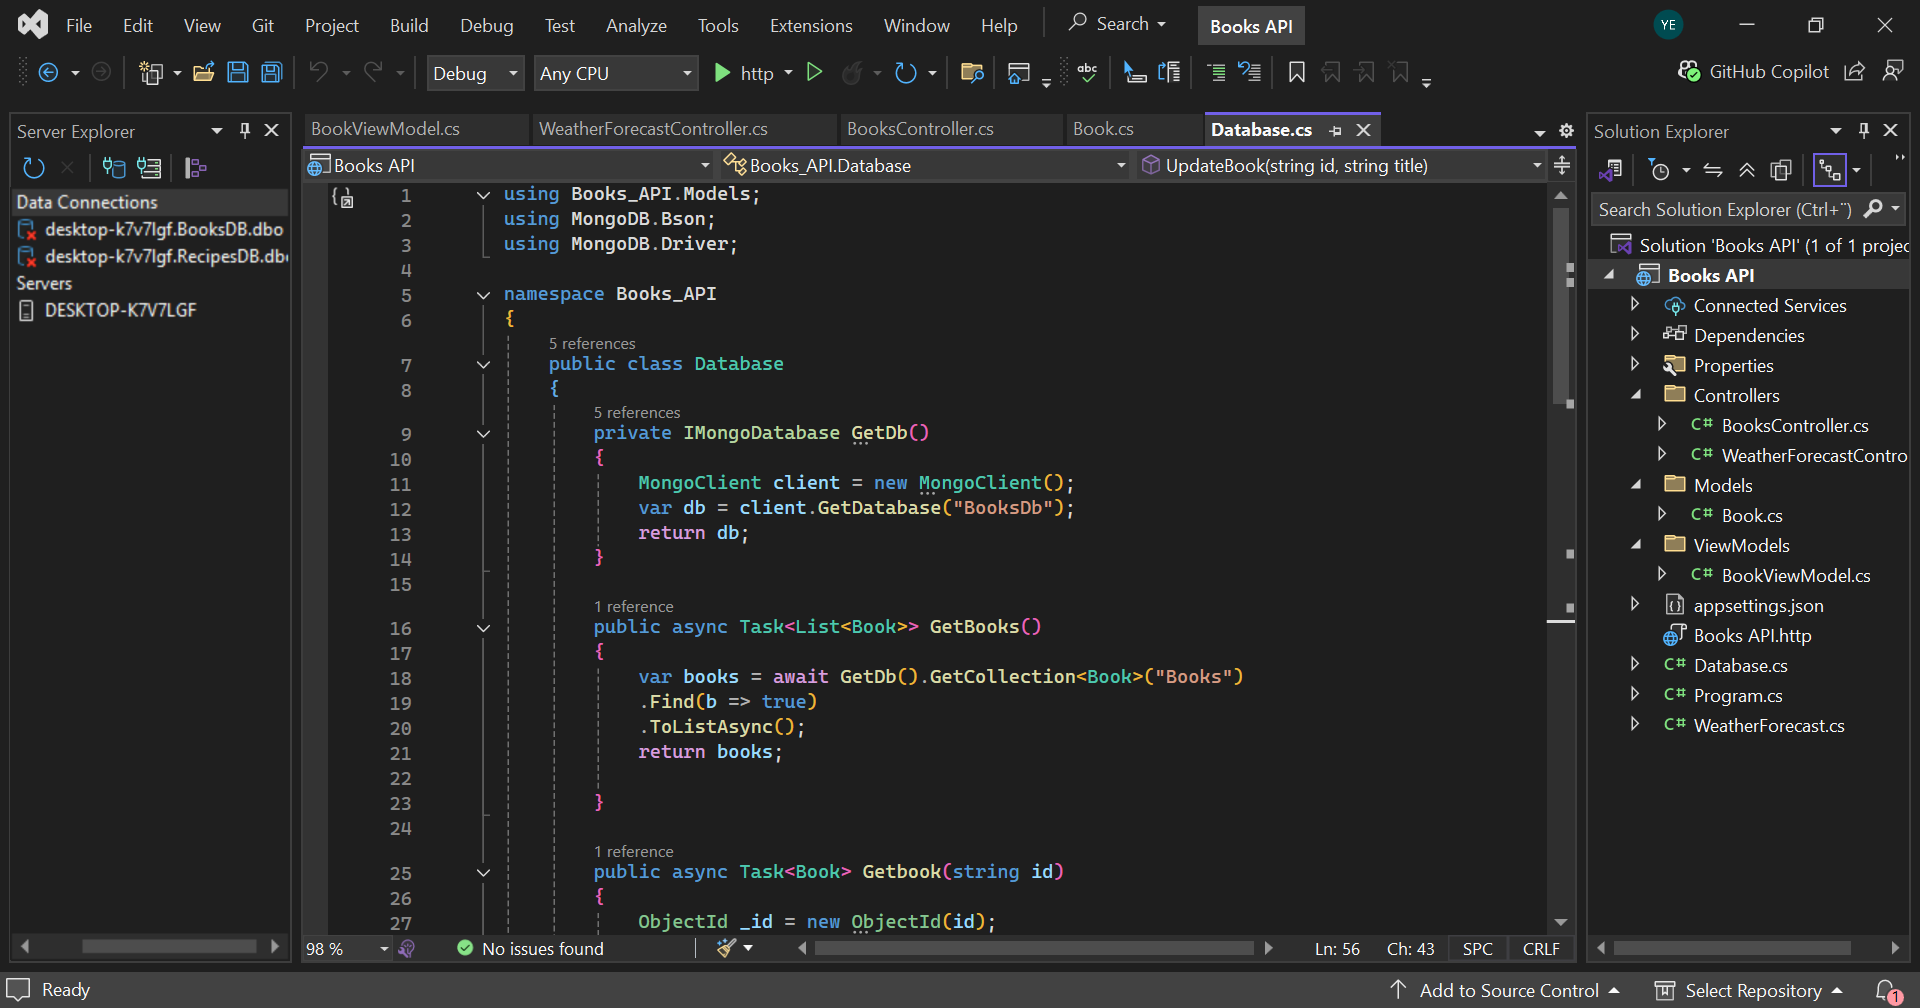 File Edit View Git Project Build Debug Test Analyze Tools Extensions Window Help Search Books API YE
Debug Any CPU http GitHub Copilot
Server Explorer
Data Connections
desktop-k7v7lgf.BooksDB.dbo
desktop-k7v7lgf.RecipesDB.dbo
Servers
DESKTOP-K7V7LGF
BookViewModel.cs WeatherForecastController.cs BooksController.cs Book.cs Database.cs
Books API Books_API.Database UpdateBook(string id, string title)
1 using Books_API.Models;
2 using MongoDB.Bson;
3 using MongoDB.Driver;
4
5 namespace Books_API
6 {
5 references
7 public class Database
8 {
5 references
9 private IMongoDatabase GetDb()
10 {
11 MongoClient client = new MongoClient();
12 var db = client.GetDatabase("BooksDb");
13 return db;
14 }
15
1 reference
16 public async Task<List<Book>> GetBooks()
17 {
18 var books = await GetDb().GetCollection<Book>("Books")
19 .Find(b => true)
20 .ToListAsync();
21 return books;
22
23 }
24
1 reference
25 public async Task<Book> Getbook(string id)
26 {
27 ObjectId _id = new ObjectId(id);
98 % No issues found Ln: 56 Ch: 43 SPC CRLF
Solution Explorer
Search Solution Explorer (Ctrl+¨)
Solution 'Books API' (1 of 1 projec
Books API
Connected Services
Dependencies
Properties
Controllers
C# BooksController.cs
C# WeatherForecastContro
Models
C# Book.cs
ViewModels
C# BookViewModel.cs
appsettings.json
Books API.http
C# Database.cs
C# Program.cs
C# WeatherForecast.cs
Ready Add to Source Control Select Repository 1